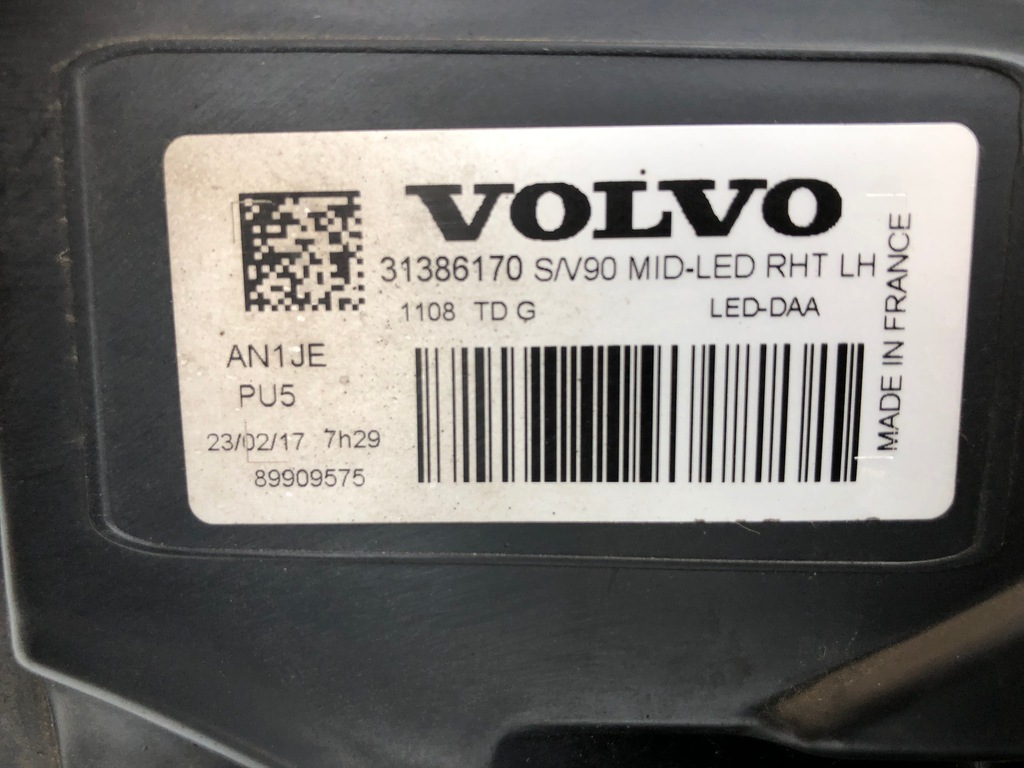 VOLVO
31386170 S/V90 MID-LED RHT LH
1108 TD G LED-DAA
AN1JE
PU5
23/02/17 7h29
89909575
MADE IN FRANCE